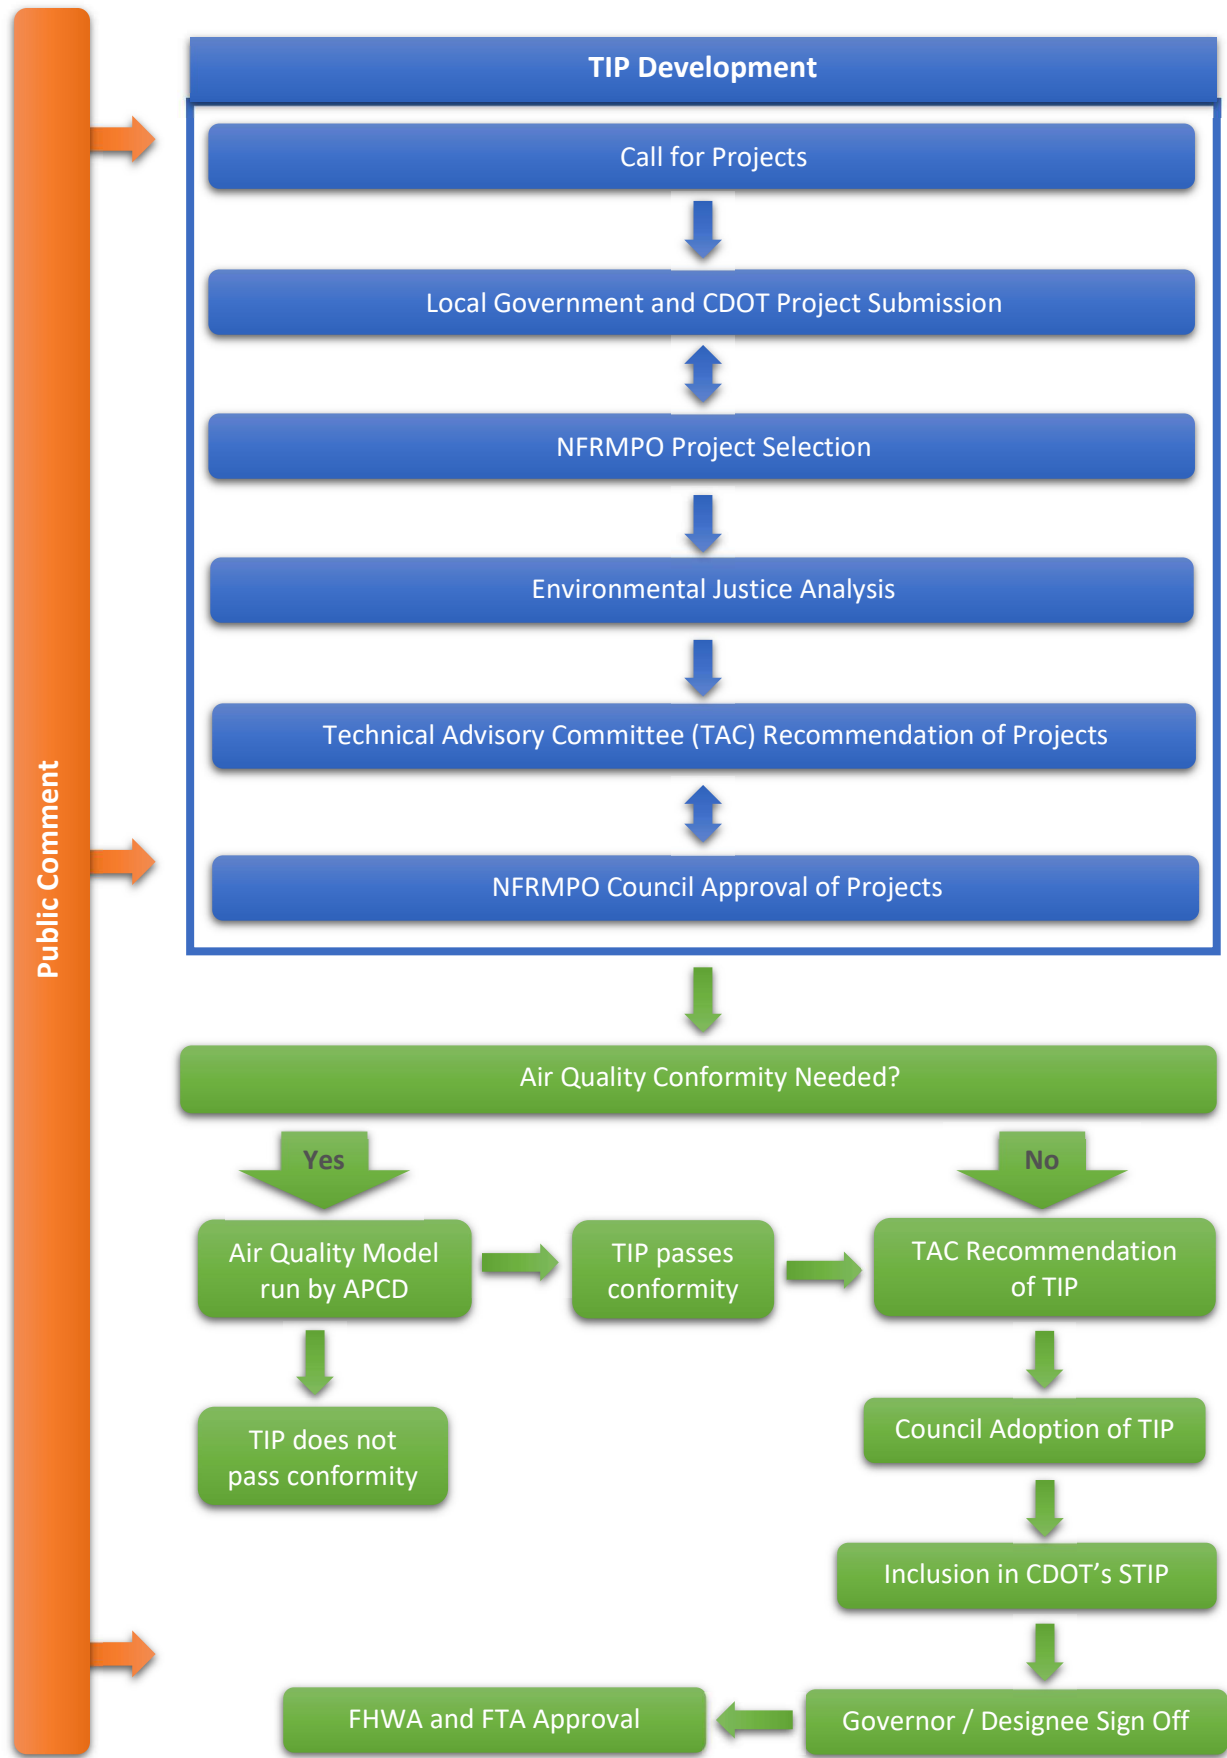 Public Comment
TIP Development
Call for Projects
Local Government and CDOT Project Submission
NFRMPO Project Selection
Environmental Justice Analysis
Technical Advisory Committee (TAC) Recommendation of Projects
NFRMPO Council Approval of Projects
Air Quality Conformity Needed?
Yes
No
Air Quality Model
run by APCD
TIP passes
conformity
TAC Recommendation
of TIP
TIP does not
pass conformity
Council Adoption of TIP
Inclusion in CDOT’s STIP
Governor / Designee Sign Off
FHWA and FTA Approval